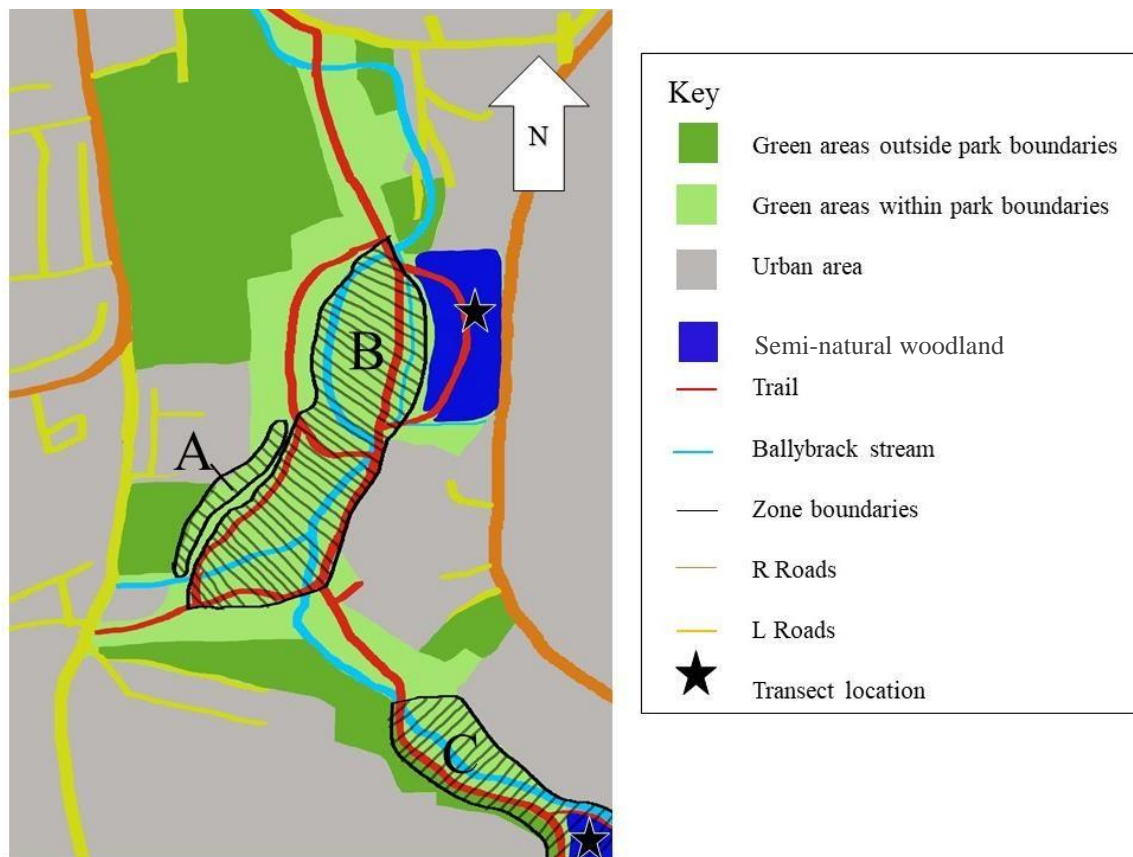 N
B
A
C
Key
Green areas outside park boundaries
Green areas within park boundaries
Urban area
Semi-natural woodland
Trail
Ballybrack stream
Zone boundaries
R Roads
L Roads
Transect location